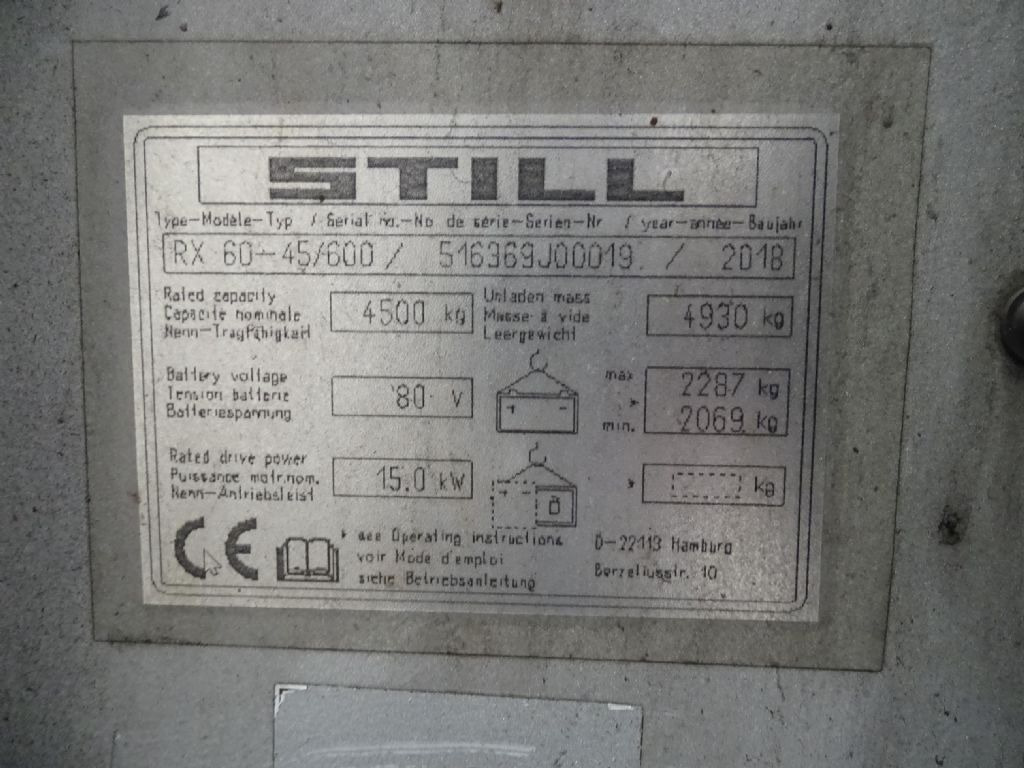 STILL
Type-Modèle-Typ / Serial no.-No de série-Serien-Nr / year-année-Baujahr
RX 60-45/600 / 516369J00019 / 2018
Rated capacity
Capacite nominale
Nenn-Tragfähigkeit
4500 kg
Unladen mass
Masse à vide
Leergewicht
4930 kg
Battery voltage
Tension batterie
Batteriespannung
80 V
max
*
min.
2287 kg
2069 kg
Rated drive power
Puissance motr.nom.
Nenn-Antriebsleist
15.0 kW
* kg
CE
* see Operating instructions
voir Mode d'emploi
siehe Betriebsanleitung
D-22113 Hamburg
Berzeliusstr. 10